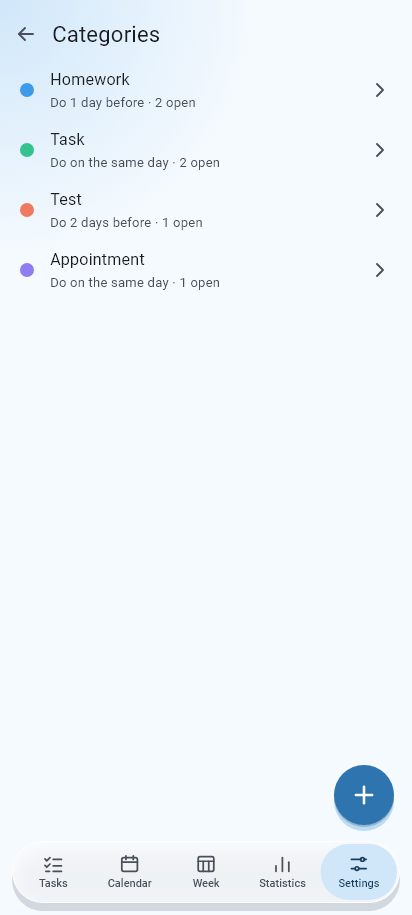 Categories
Homework
Do 1 day before · 2 open
Task
Do on the same day · 2 open
Test
Do 2 days before · 1 open
Appointment
Do on the same day · 1 open
Tasks
Calendar
Week
Statistics
Settings